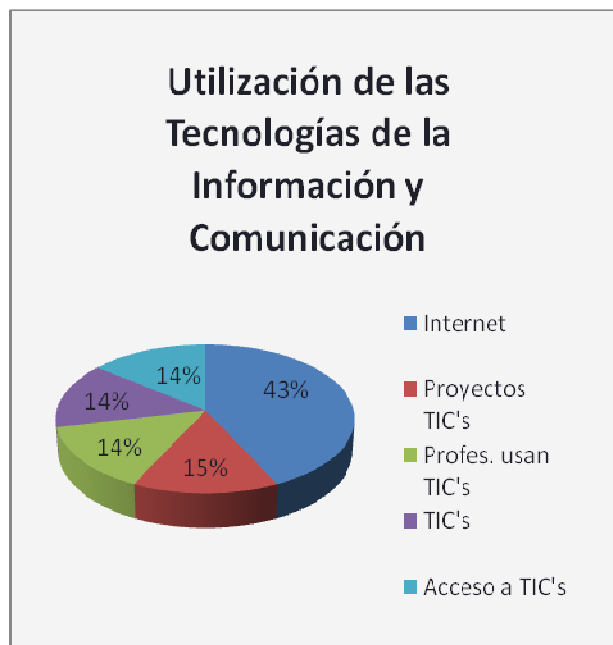 Utilización de las
Tecnologías de la
Información y
Comunicación
Internet
14%
43%
Proyectos
TIC's
14%
14%
Profes. usan
TIC's
15%
TIC's
Acceso a TIC's